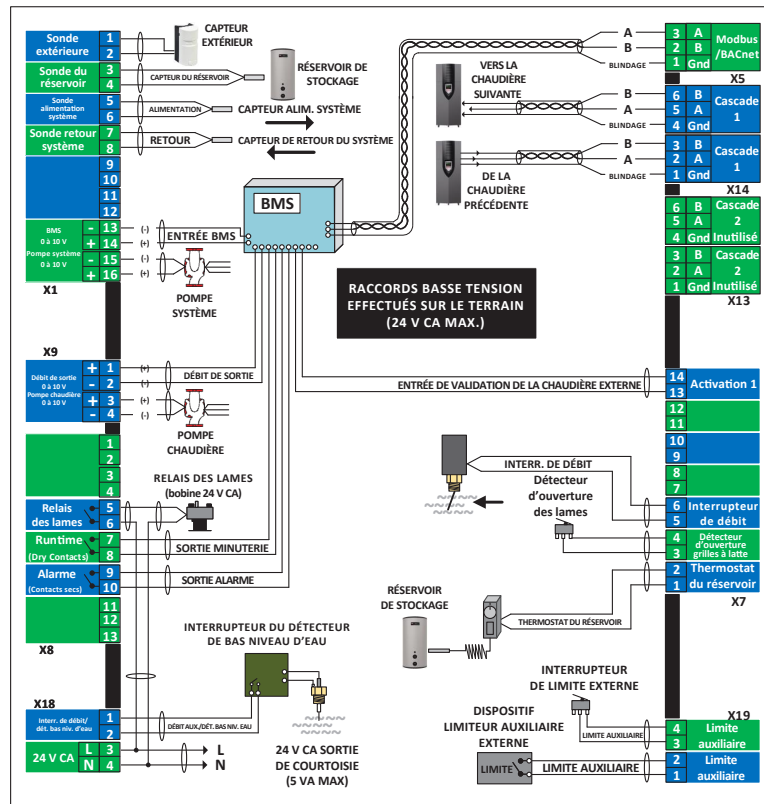 Sonde
extérieure
1
2
CAPTEUR
EXTÉRIEUR
Sonde du
réservoir
3
4
CAPTEUR DU RÉSERVOIR
RÉSERVOIR DE
STOCKAGE
Sonde
alimentation
système
5
6
ALIMENTATION
CAPTEUR ALIM. SYSTÈME
Sonde retour
système
7
8
RETOUR
CAPTEUR DE RETOUR DU SYSTÈME
9
10
11
12
BMS
0 à 10 V
- 13 (-)
+ 14 (+)
ENTRÉE BMS
BMS
Pompe système
0 à 10 V
- 15 (-)
+ 16 (+)
X1
POMPE
SYSTÈME
X9
Débit de sortie
0 à 10 V
+ 1 (+)
- 2 (-)
DÉBIT DE SORTIE
Pompe chaudière
0 à 10 V
+ 3 (+)
- 4 (-)
POMPE
CHAUDIÈRE
1
2
3
4
RELAIS DES LAMES
(bobine 24 V CA)
Relais
des lames
5
6
Runtime
(Dry Contacts)
7
8
SORTIE MINUTERIE
Alarme
(Contacts secs)
9
10
SORTIE ALARME
11
12
13
X8
INTERRUPTEUR DU DÉTECTEUR
DE BAS NIVEAU D'EAU
X18
Interr. de débit/
dét. bas niv. d'eau
1
2
DÉBIT AUX./DÉT. BAS NIV. EAU
24 V CA
L 3
N 4
L
N
24 V CA SORTIE
DE COURTOISIE
(5 VA MAX)
RACCORDS BASSE TENSION
EFFECTUÉS SUR LE TERRAIN
(24 V CA MAX.)
A
B
BLINDAGE
3 A
2 B
1 Gnd
Modbus
/BACnet
X5
VERS LA
CHAUDIÈRE
SUIVANTE
B
A
BLINDAGE
6 B
5 A
4 Gnd
Cascade
1
DE LA
CHAUDIÈRE
PRÉCÉDENTE
B
A
BLINDAGE
3 B
2 A
1 Gnd
Cascade
1
X14
6 B
5 A
4 Gnd
Cascade
2
Inutilisé
3 B
2 A
1 Gnd
Cascade
2
Inutilisé
X13
ENTRÉE DE VALIDATION DE LA CHAUDIÈRE EXTERNE
14
13
Activation 1
12
11
10
9
8
7
INTERR. DE DÉBIT
6
5
Interrupteur
de débit
Détecteur
d'ouverture
des lames
4
3
Détecteur
d'ouverture
grilles à latte
RÉSERVOIR
DE STOCKAGE
THERMOSTAT DU RÉSERVOIR
2
1
Thermostat
du réservoir
X7
INTERRUPTEUR
DE LIMITE EXTERNE
LIMITE AUXILIAIRE
X19
4
3
Limite
auxiliaire
DISPOSITIF
LIMITEUR AUXILIAIRE
EXTERNE
LIMITE
LIMITE AUXILIAIRE
2
1
Limite
auxiliaire